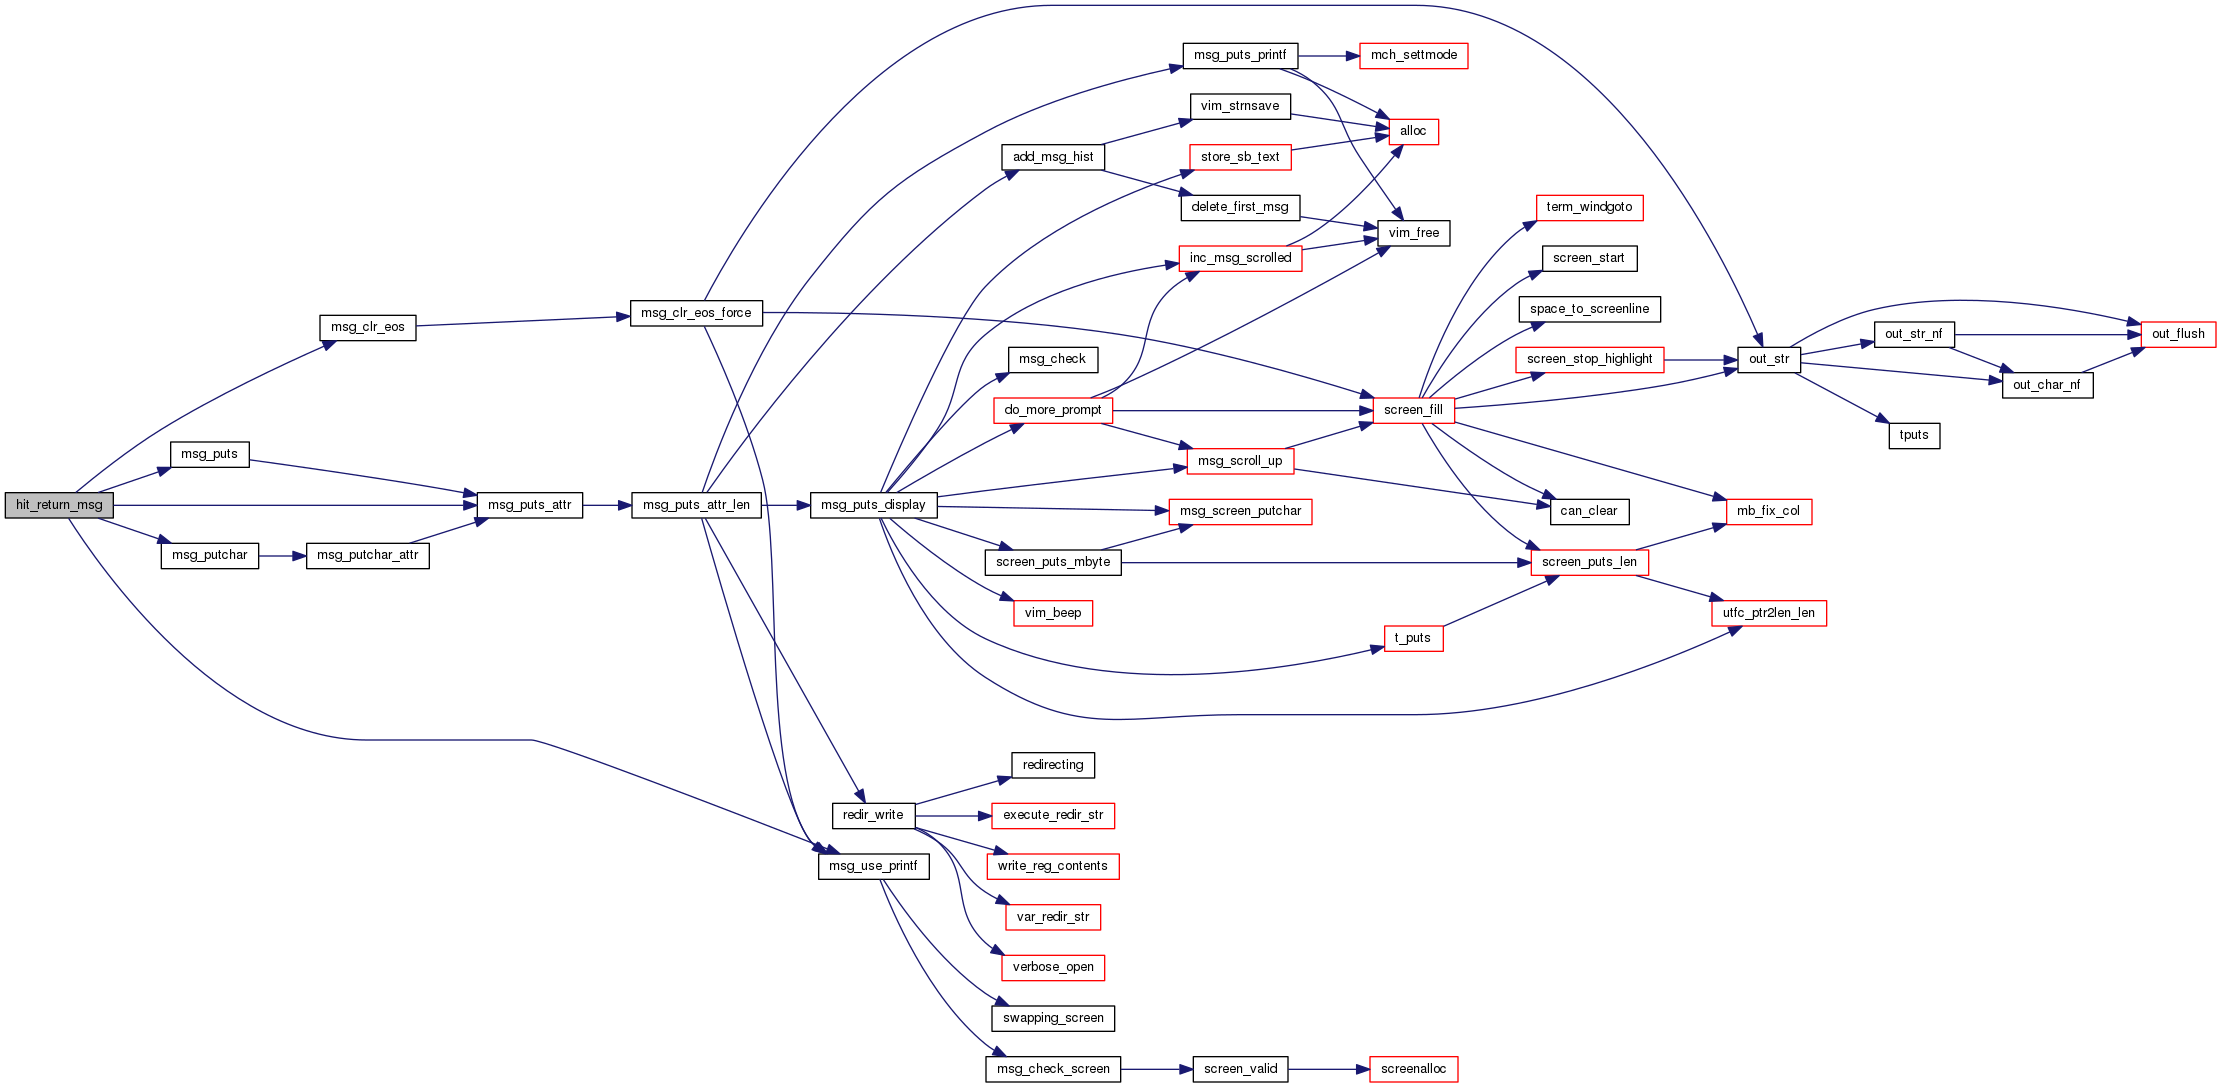 hit_return_msg
msg_clr_eos
msg_puts
msg_putchar
msg_putchar_attr
msg_puts_attr
msg_clr_eos_force
msg_puts_attr_len
msg_puts_display
redir_write
msg_use_printf
add_msg_hist
msg_check
do_more_prompt
screen_puts_mbyte
vim_beep
redirecting
execute_redir_str
write_reg_contents
var_redir_str
verbose_open
swapping_screen
msg_check_screen
msg_puts_printf
vim_strnsave
store_sb_text
delete_first_msg
inc_msg_scrolled
msg_scroll_up
msg_screen_putchar
screen_valid
mch_settmode
alloc
vim_free
screen_fill
t_puts
screenalloc
term_windgoto
screen_start
space_to_screenline
screen_stop_highlight
can_clear
screen_puts_len
out_str
mb_fix_col
utfc_ptr2len_len
out_str_nf
out_char_nf
tputs
out_flush